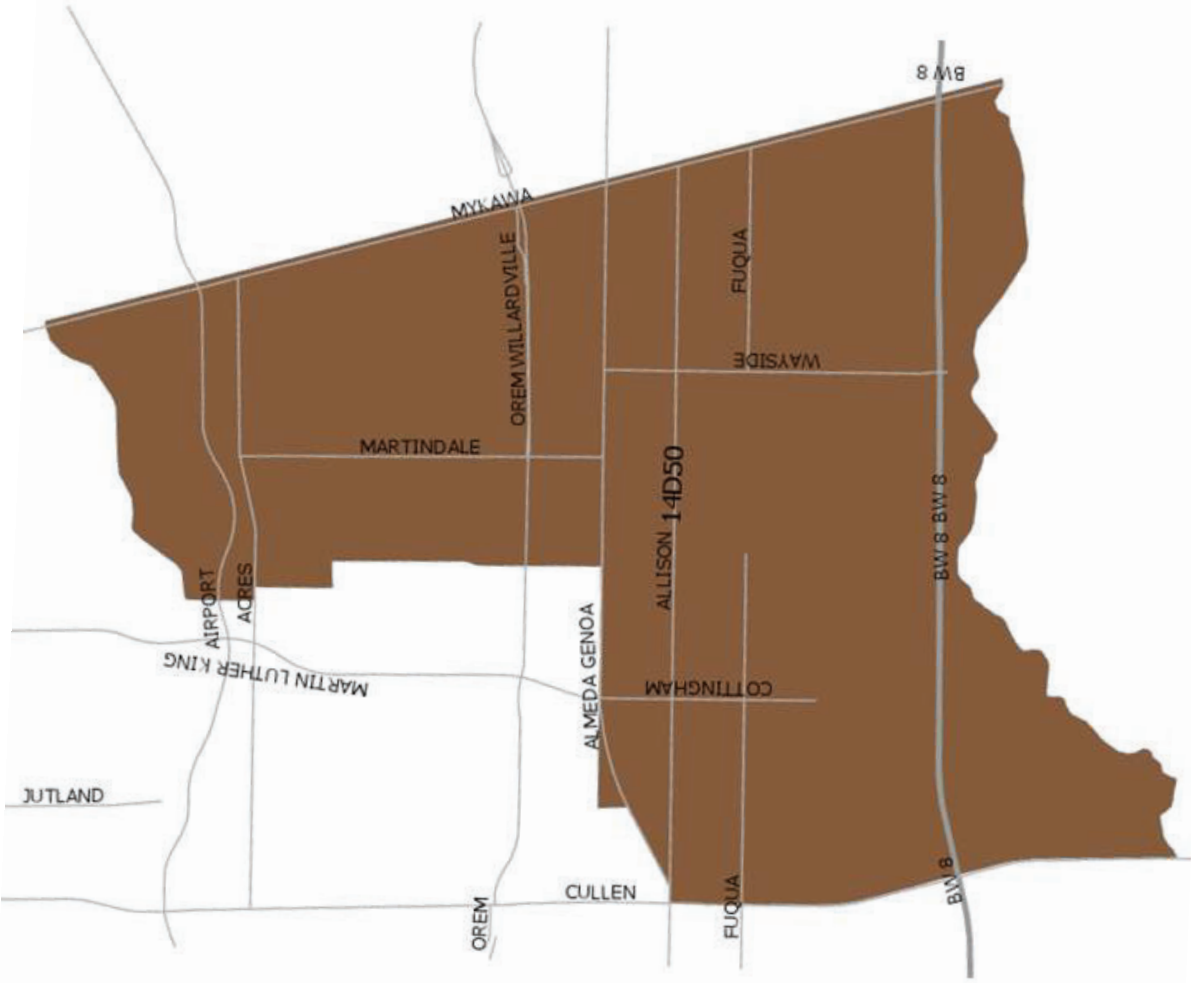 BW 8
MYKAWA
OREM WILLARDVILLE
FUQUA
WAYSIDE
MARTINDALE
14D50
ALLISON
BW 8 BW 8
AIRPORT
ACRES
MARTIN LUTHER KING
ALMEDA GENOA
COTTINGHAM
JUTLAND
CULLEN
OREM
FUQUA
BW 8